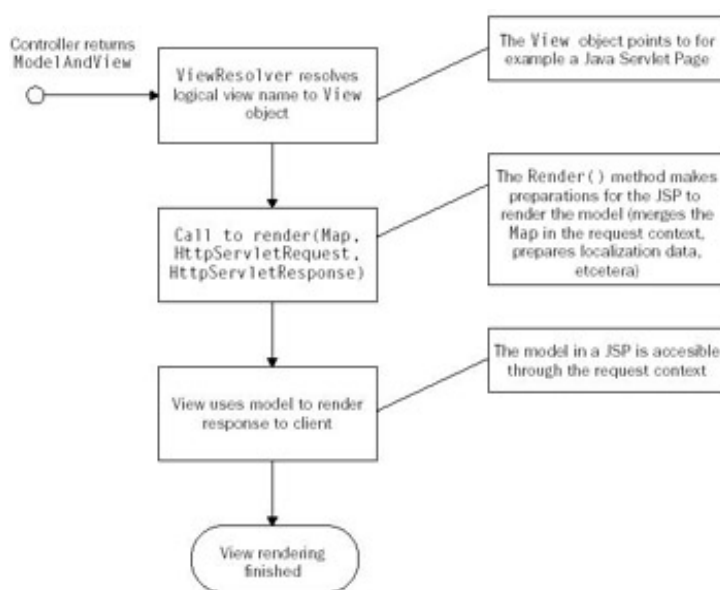 Controller returns
ModelAndView
ViewResolver resolves
logical view name to View
object
The View object points to for
example a Java Servlet Page
Call to render(Map,
HttpServletRequest,
HttpServletResponse)
The Render() method makes
preparations for the JSP to
render the model (merges the
Map in the request context,
prepares localization data,
etcetera)
View uses model to render
response to client
The model in a JSP is accesible
through the request context
View rendering
finished